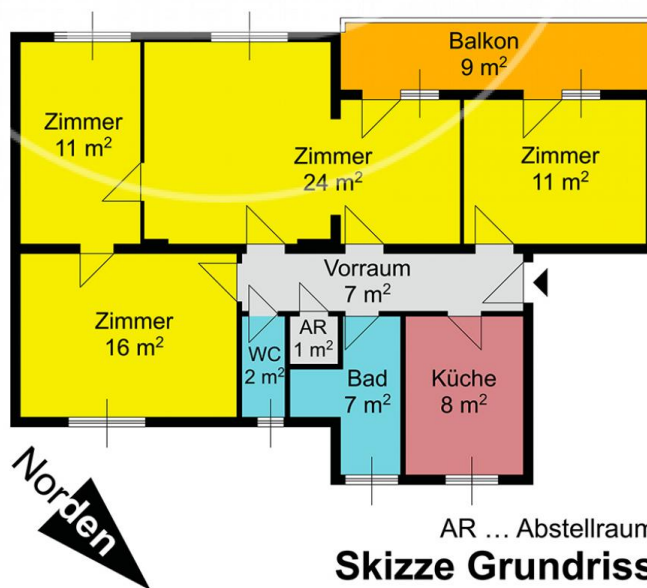 Balkon
9 m²
Zimmer
11 m²
Zimmer
24 m²
Zimmer
11 m²
Vorraum
7 m²
Zimmer
16 m²
WC
2 m²
AR
1 m²
Bad
7 m²
Küche
8 m²
Norden
AR … Abstellraum
Skizze Grundriss